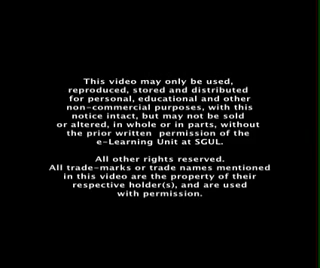 This video may only be used,
reproduced, stored and distributed
for personal, educational and other
non-commercial purposes, with this
notice intact, but may not be sold
or altered, in whole or in parts, without
the prior written permission of the
e-Learning Unit at SGUL.
All other rights reserved.
All trade-marks or trade names mentioned
in this video are the property of their
respective holder(s), and are used
with permission.